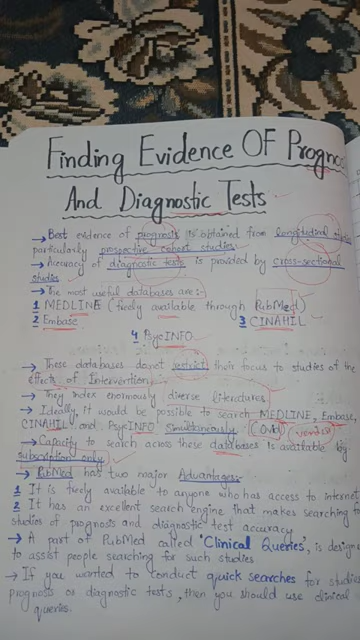 Finding Evidence OF Progno
And Diagnostic Tests
→ Best evidence of prognosis is obtained from longitudinal
particularly prospective cohort studies.
→ Accuracy of diagnostic tests is provided by cross-sectional
studies
→ The most useful databases are:-
1 MEDLINE (freely available through PubMed)
2 Embase 3 CINAHIL
4 PsycINFO
→ These databases donot restrict their focus to studies of the
effects of Intervention.
→ They index enormously diverse literatures
→ Ideally, it would be possible to search MEDLINE, Embase,
CINAHIL and PsycINFO Simultaneously. (Ovid)
→ Capacity to search across these databases is available by
subscription only
→ PubMed has two major Advantages:
1 It is freely available to anyone who has access to internet
2 It has an excellent search engine that makes searching for
studies of prognosis and diagnostic test accuracy
→ A part of PubMed called 'Clinical Queries', is design
to assist people searching for such studies
→ If you wanted to conduct quick searches for studies
prognosis or diagnostic tests, then you should use clinical
queries.